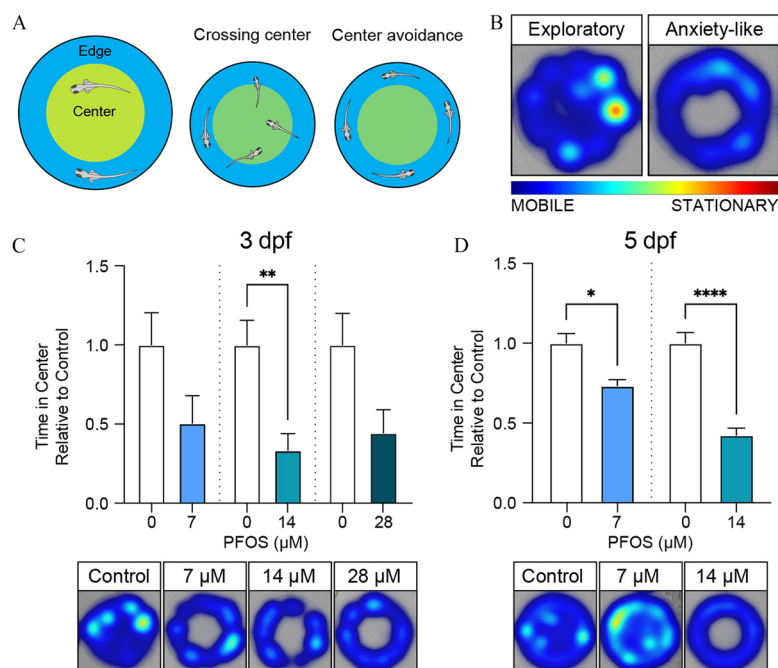 A
Edge
Center
Crossing center
Center avoidance
B
Exploratory
Anxiety-like
MOBILE
STATIONARY
C
3 dpf
Time in Center
Relative to Control
1.5
1.0
0.5
0.0
**
0
7
0
14
0
28
PFOS (µM)
Control
7 µM
14 µM
28 µM
D
5 dpf
Time in Center
Relative to Control
1.5
1.0
0.5
0.0
*
****
0
7
0
14
PFOS (µM)
Control
7 µM
14 µM